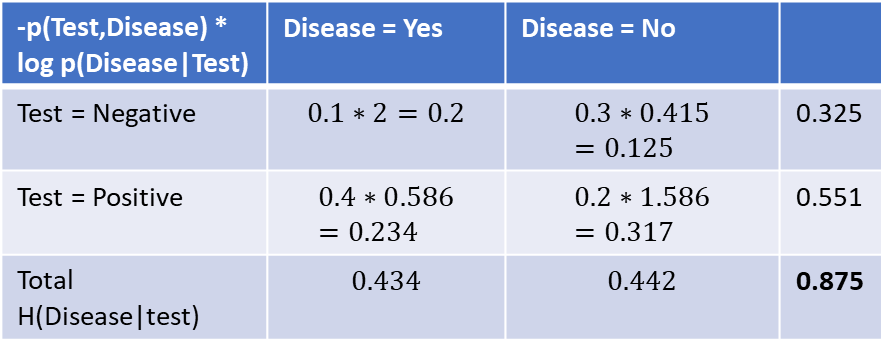 -p(Test,Disease) * Disease = Yes Disease = No
log p(Disease|Test)
Test = Negative 0.1 ∗ 2 = 0.2 0.3 ∗ 0.415 0.325
= 0.125
Test = Positive 0.4 ∗ 0.586 0.2 ∗ 1.586 0.551
= 0.234 = 0.317
Total 0.434 0.442 0.875
H(Disease|test)